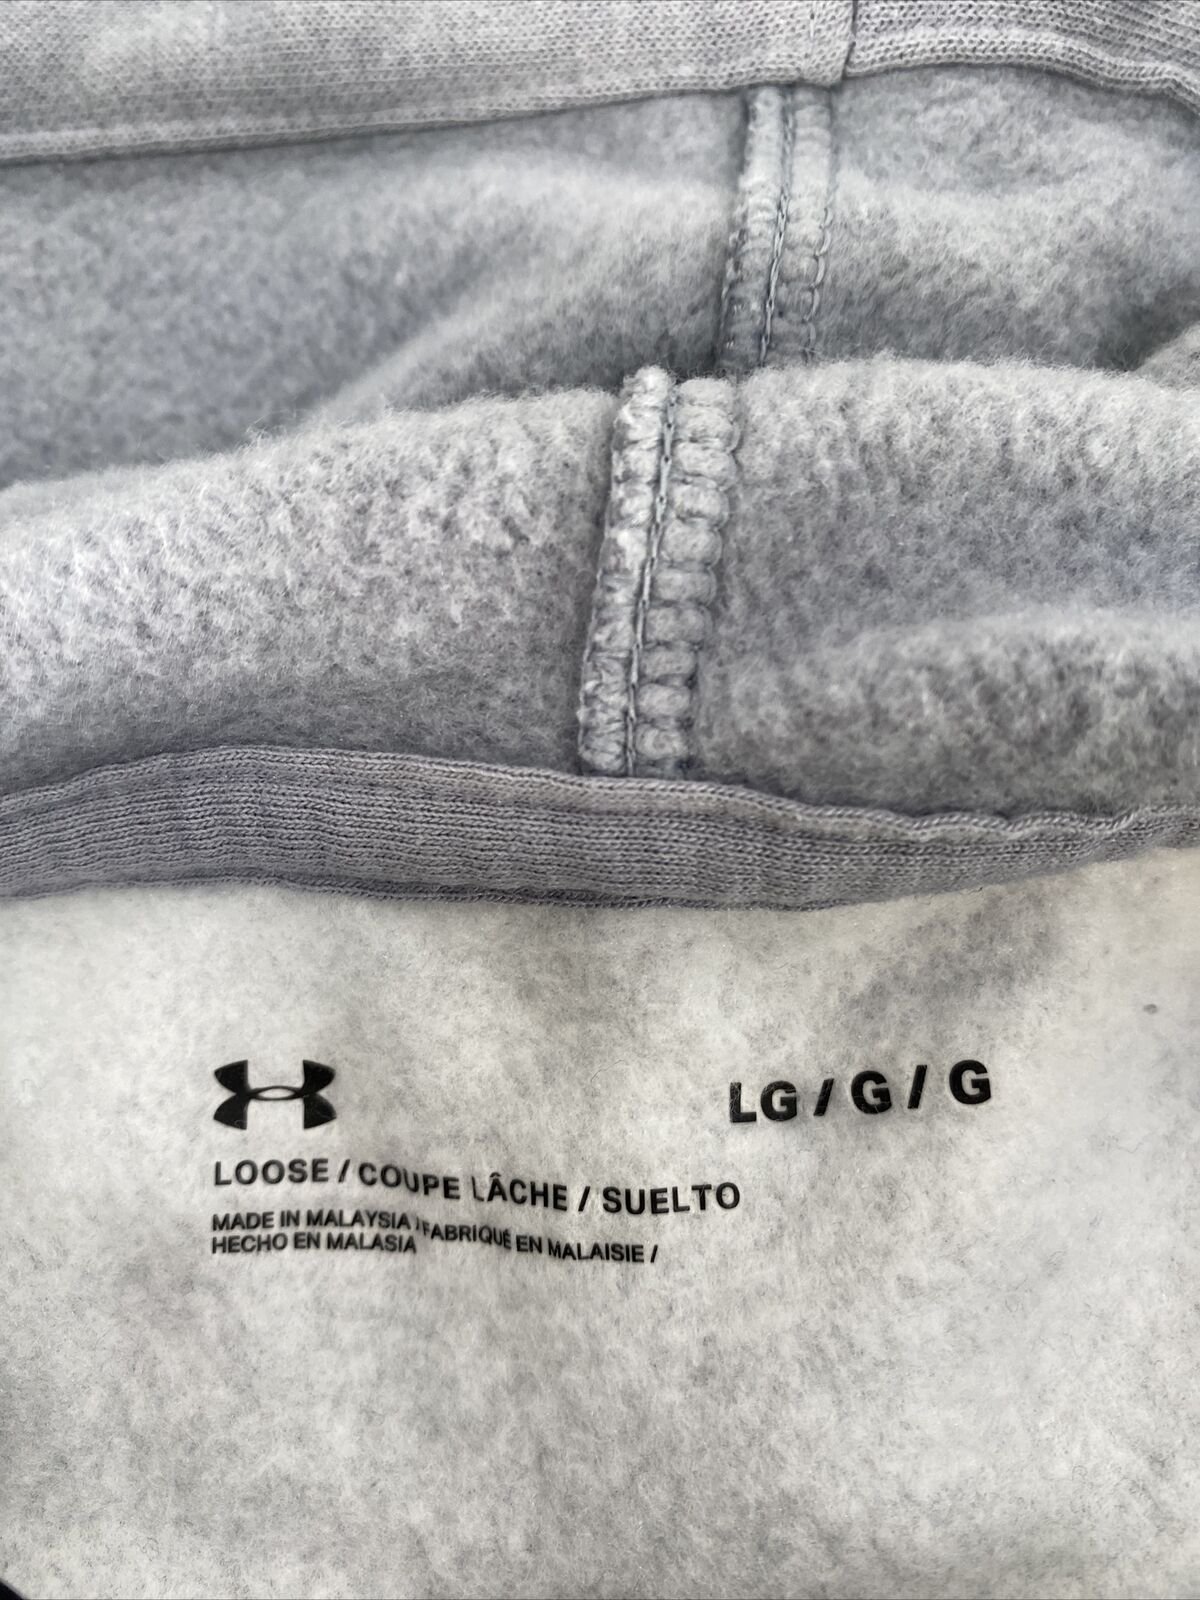 LG / G / G
LOOSE / COUPE LÂCHE / SUELTO
MADE IN MALAYSIA / FABRIQUÉ EN MALAISIE /
HECHO EN MALASIA